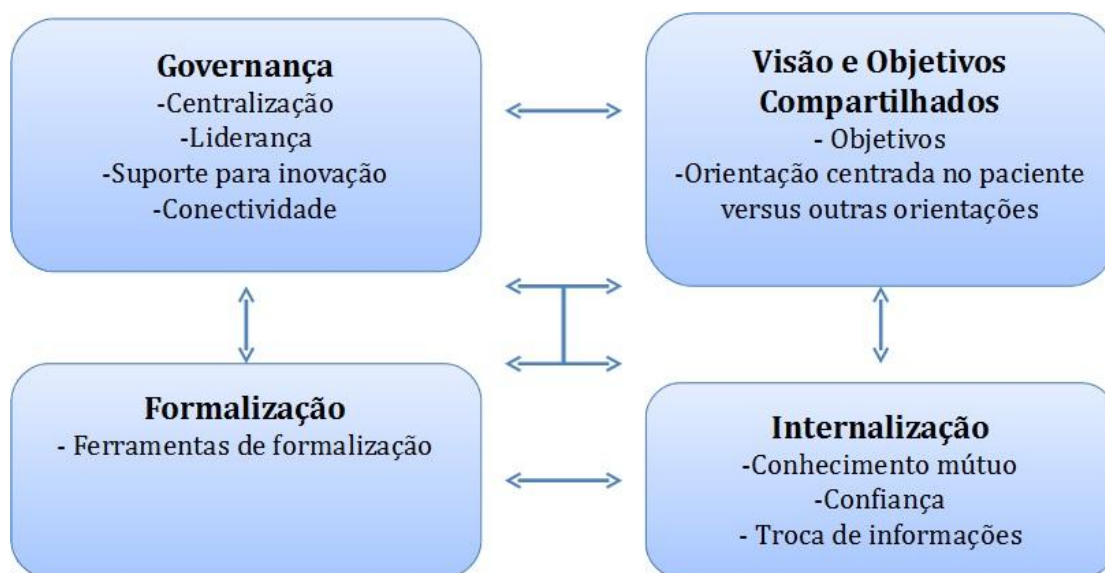 Governança
-Centralização
-Liderança
-Suporte para inovação
-Conectividade
Visão e Objetivos
Compartilhados
- Objetivos
-Orientação centrada no paciente
versus outras orientações
Formalização
- Ferramentas de formalização
Internalização
-Conhecimento mútuo
-Confiança
- Troca de informações